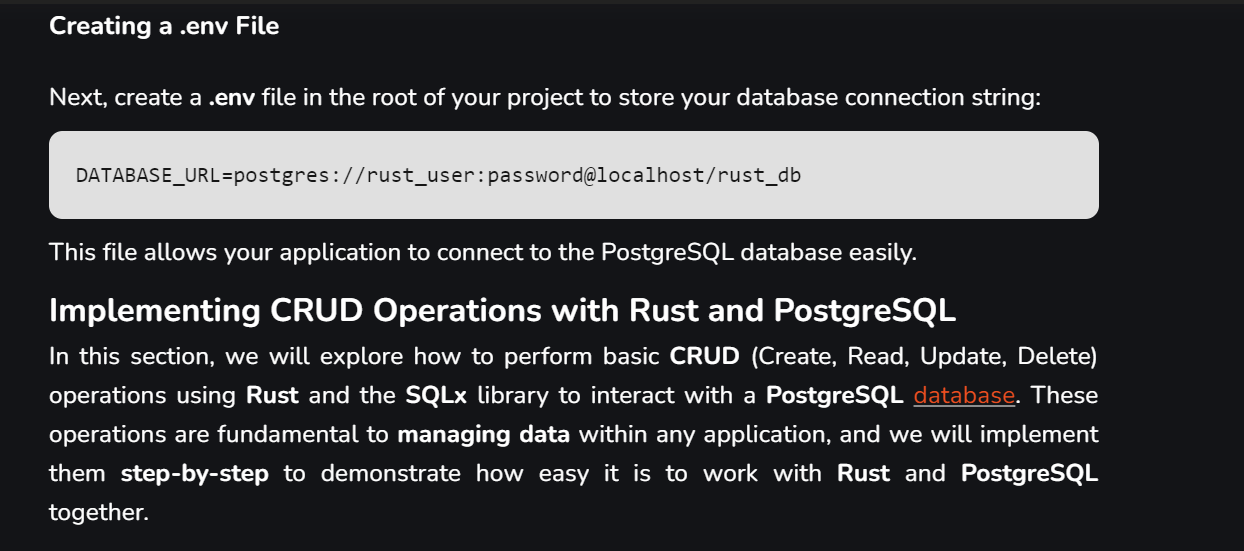 Creating a .env File
Next, create a .env file in the root of your project to store your database connection string:
DATABASE_URL=postgres://rust_user:password@localhost/rust_db
This file allows your application to connect to the PostgreSQL database easily.
Implementing CRUD Operations with Rust and PostgreSQL
In this section, we will explore how to perform basic CRUD (Create, Read, Update, Delete)
operations using Rust and the SQLx library to interact with a PostgreSQL database. These
operations are fundamental to managing data within any application, and we will implement
them step-by-step to demonstrate how easy it is to work with Rust and PostgreSQL
together.